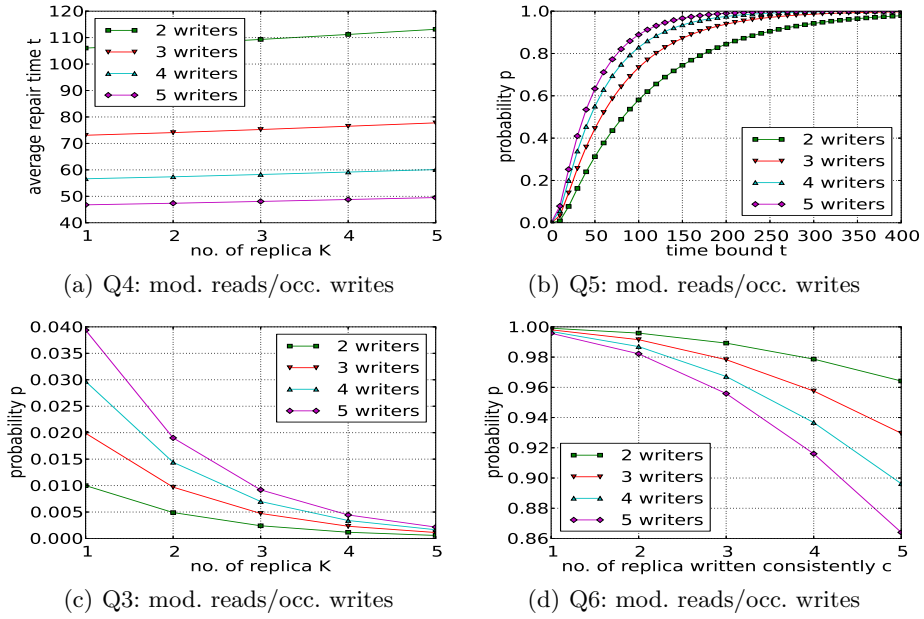 120
110
100
90
80
70
60
50
40
average repair time t
2 writers
3 writers
4 writers
5 writers
1 2 3 4 5
no. of replica K
(a) Q4: mod. reads/occ. writes
1.0
0.8
0.6
0.4
0.2
0.0
probability p
2 writers
3 writers
4 writers
5 writers
0 50 100 150 200 250 300 350 400
time bound t
(b) Q5: mod. reads/occ. writes
0.040
0.035
0.030
0.025
0.020
0.015
0.010
0.005
0.000
probability p
2 writers
3 writers
4 writers
5 writers
1 2 3 4 5
no. of replica K
(c) Q3: mod. reads/occ. writes
1.00
0.98
0.96
0.94
0.92
0.90
0.88
0.86
probability p
2 writers
3 writers
4 writers
5 writers
1 2 3 4 5
no. of replica written consistently c
(d) Q6: mod. reads/occ. writes